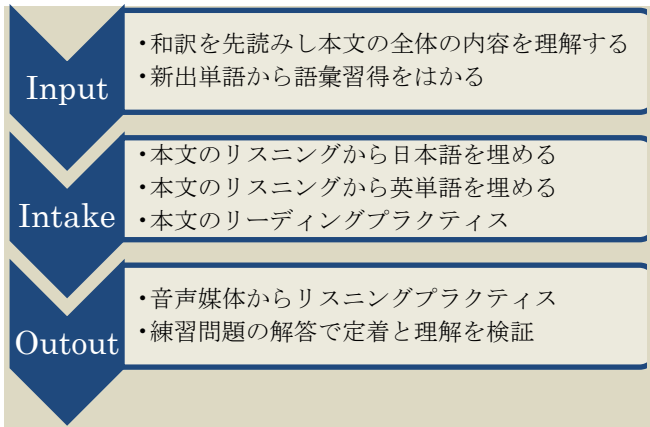 Input
・和訳を先読みし本文の全体の内容を理解する
・新出単語から語彙習得をはかる
Intake
・本文のリスニングから日本語を埋める
・本文のリスニングから英単語を埋める
・本文のリーディングプラクティス
Outout
・音声媒体からリスニングプラクティス
・練習問題の解答で定着と理解を検証